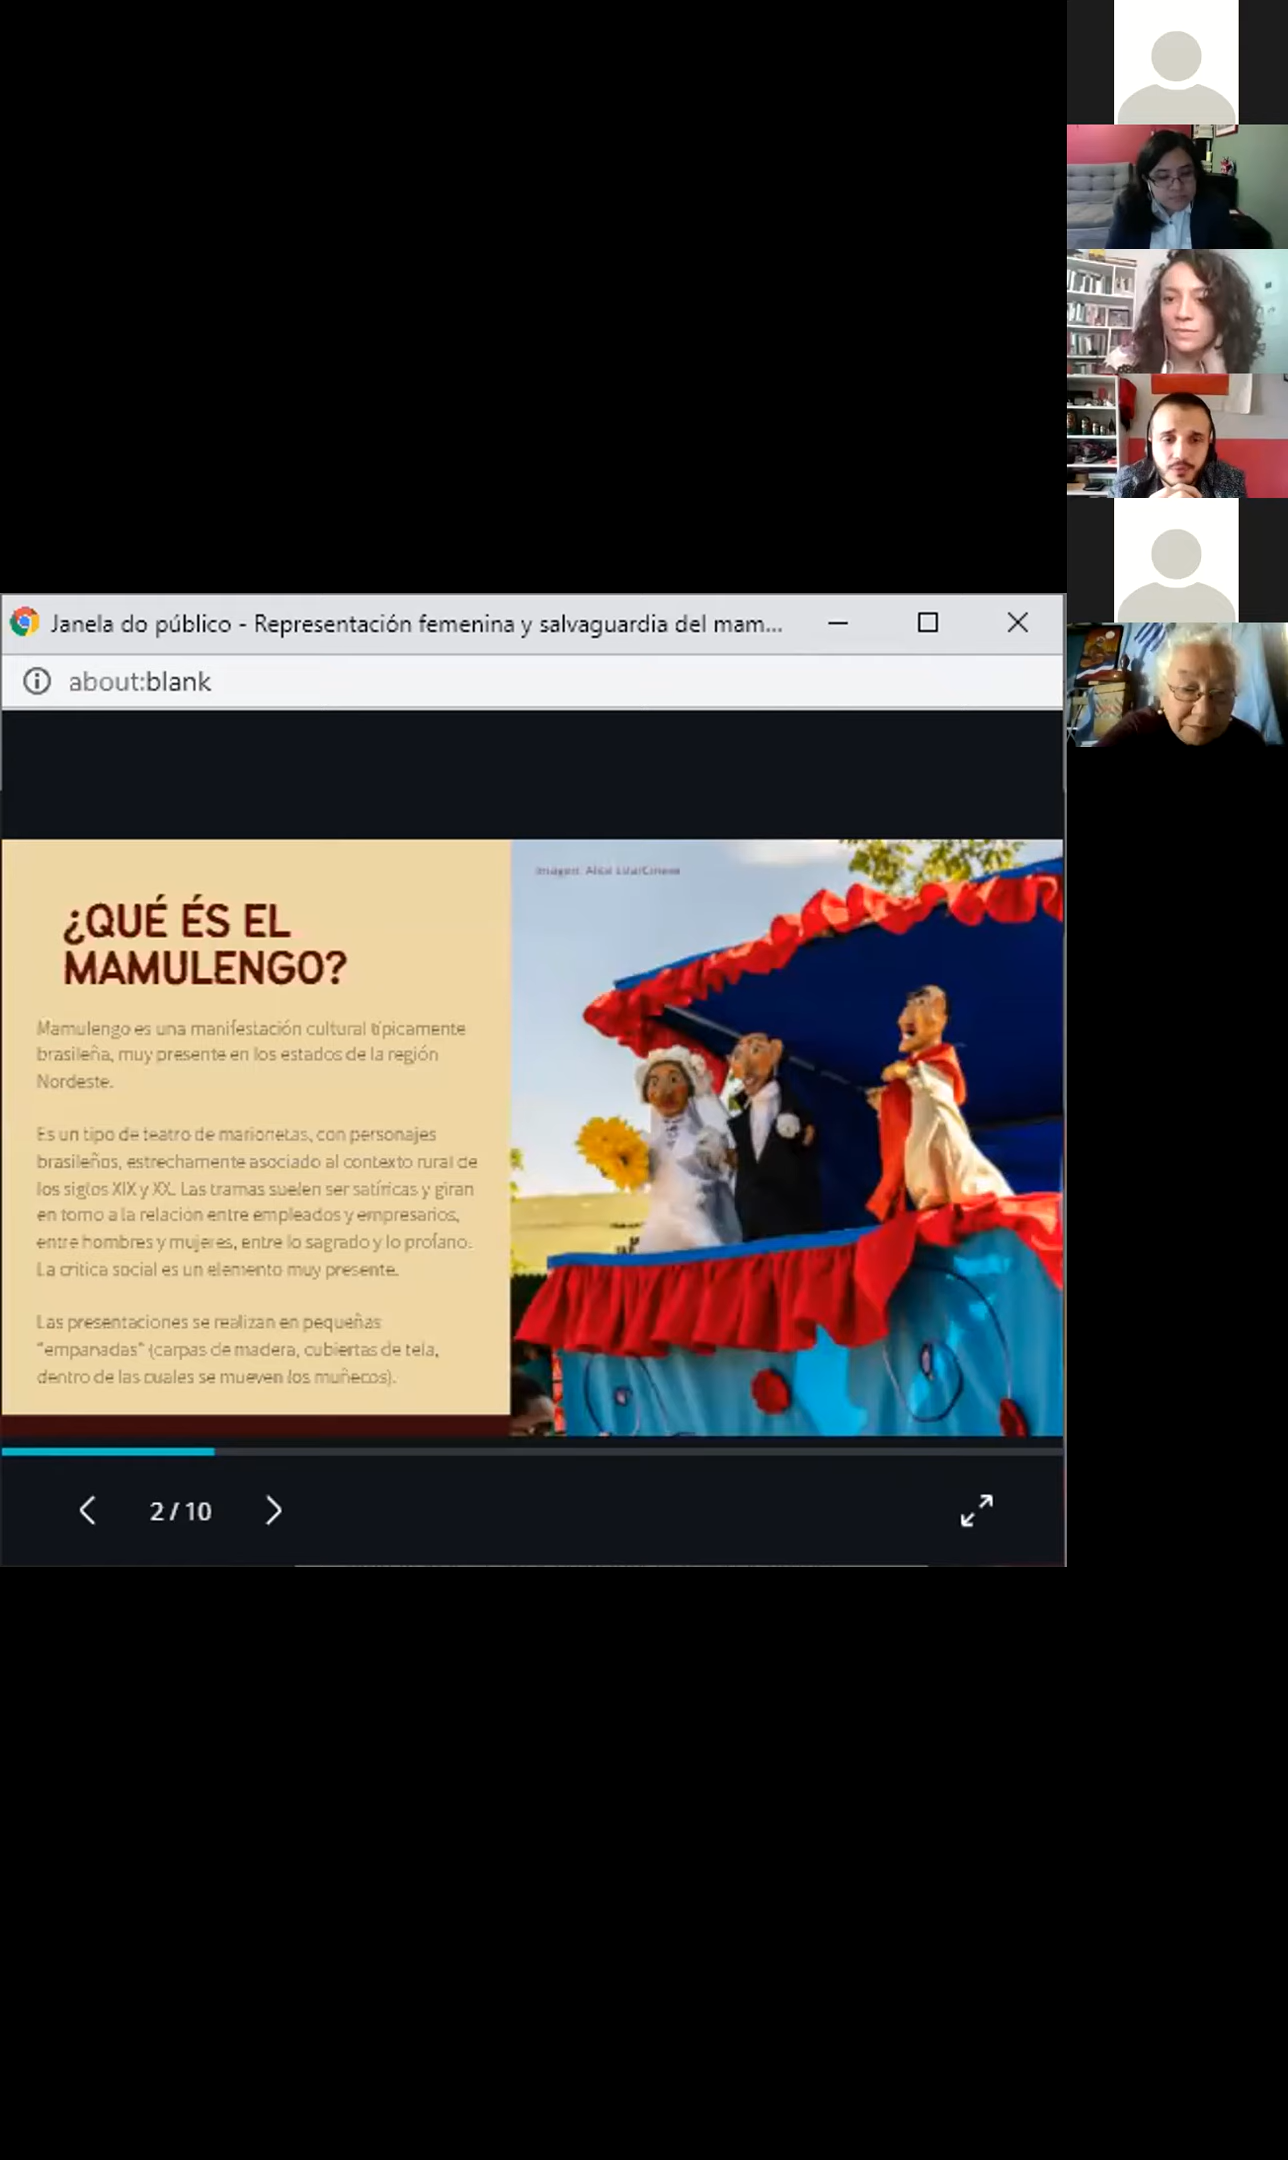 Janela do público - Representación femenina y salvaguardia del mam...
about:blank
¿QUÉ ÉS EL
MAMULENGO?
Mamulengo es una manifestación cultural típicamente
brasileña, muy presente en los estados de la región
Nordeste.
Es un tipo de teatro de marionetas, con personajes
brasileños, estrechamente asociado al contexto rural de
los siglos XIX y XX. Las tramas suelen ser satíricas y giran
en torno a la relación entre empleados y empresarios,
entre hombres y mujeres, entre lo sagrado y lo profano.
La crítica social es un elemento muy presente.
Las presentaciones se realizan en pequeñas
"empanadas" (carpas de madera, cubiertas de tela,
dentro de las cuales se mueven los muñecos).
Imagen:
2 / 10